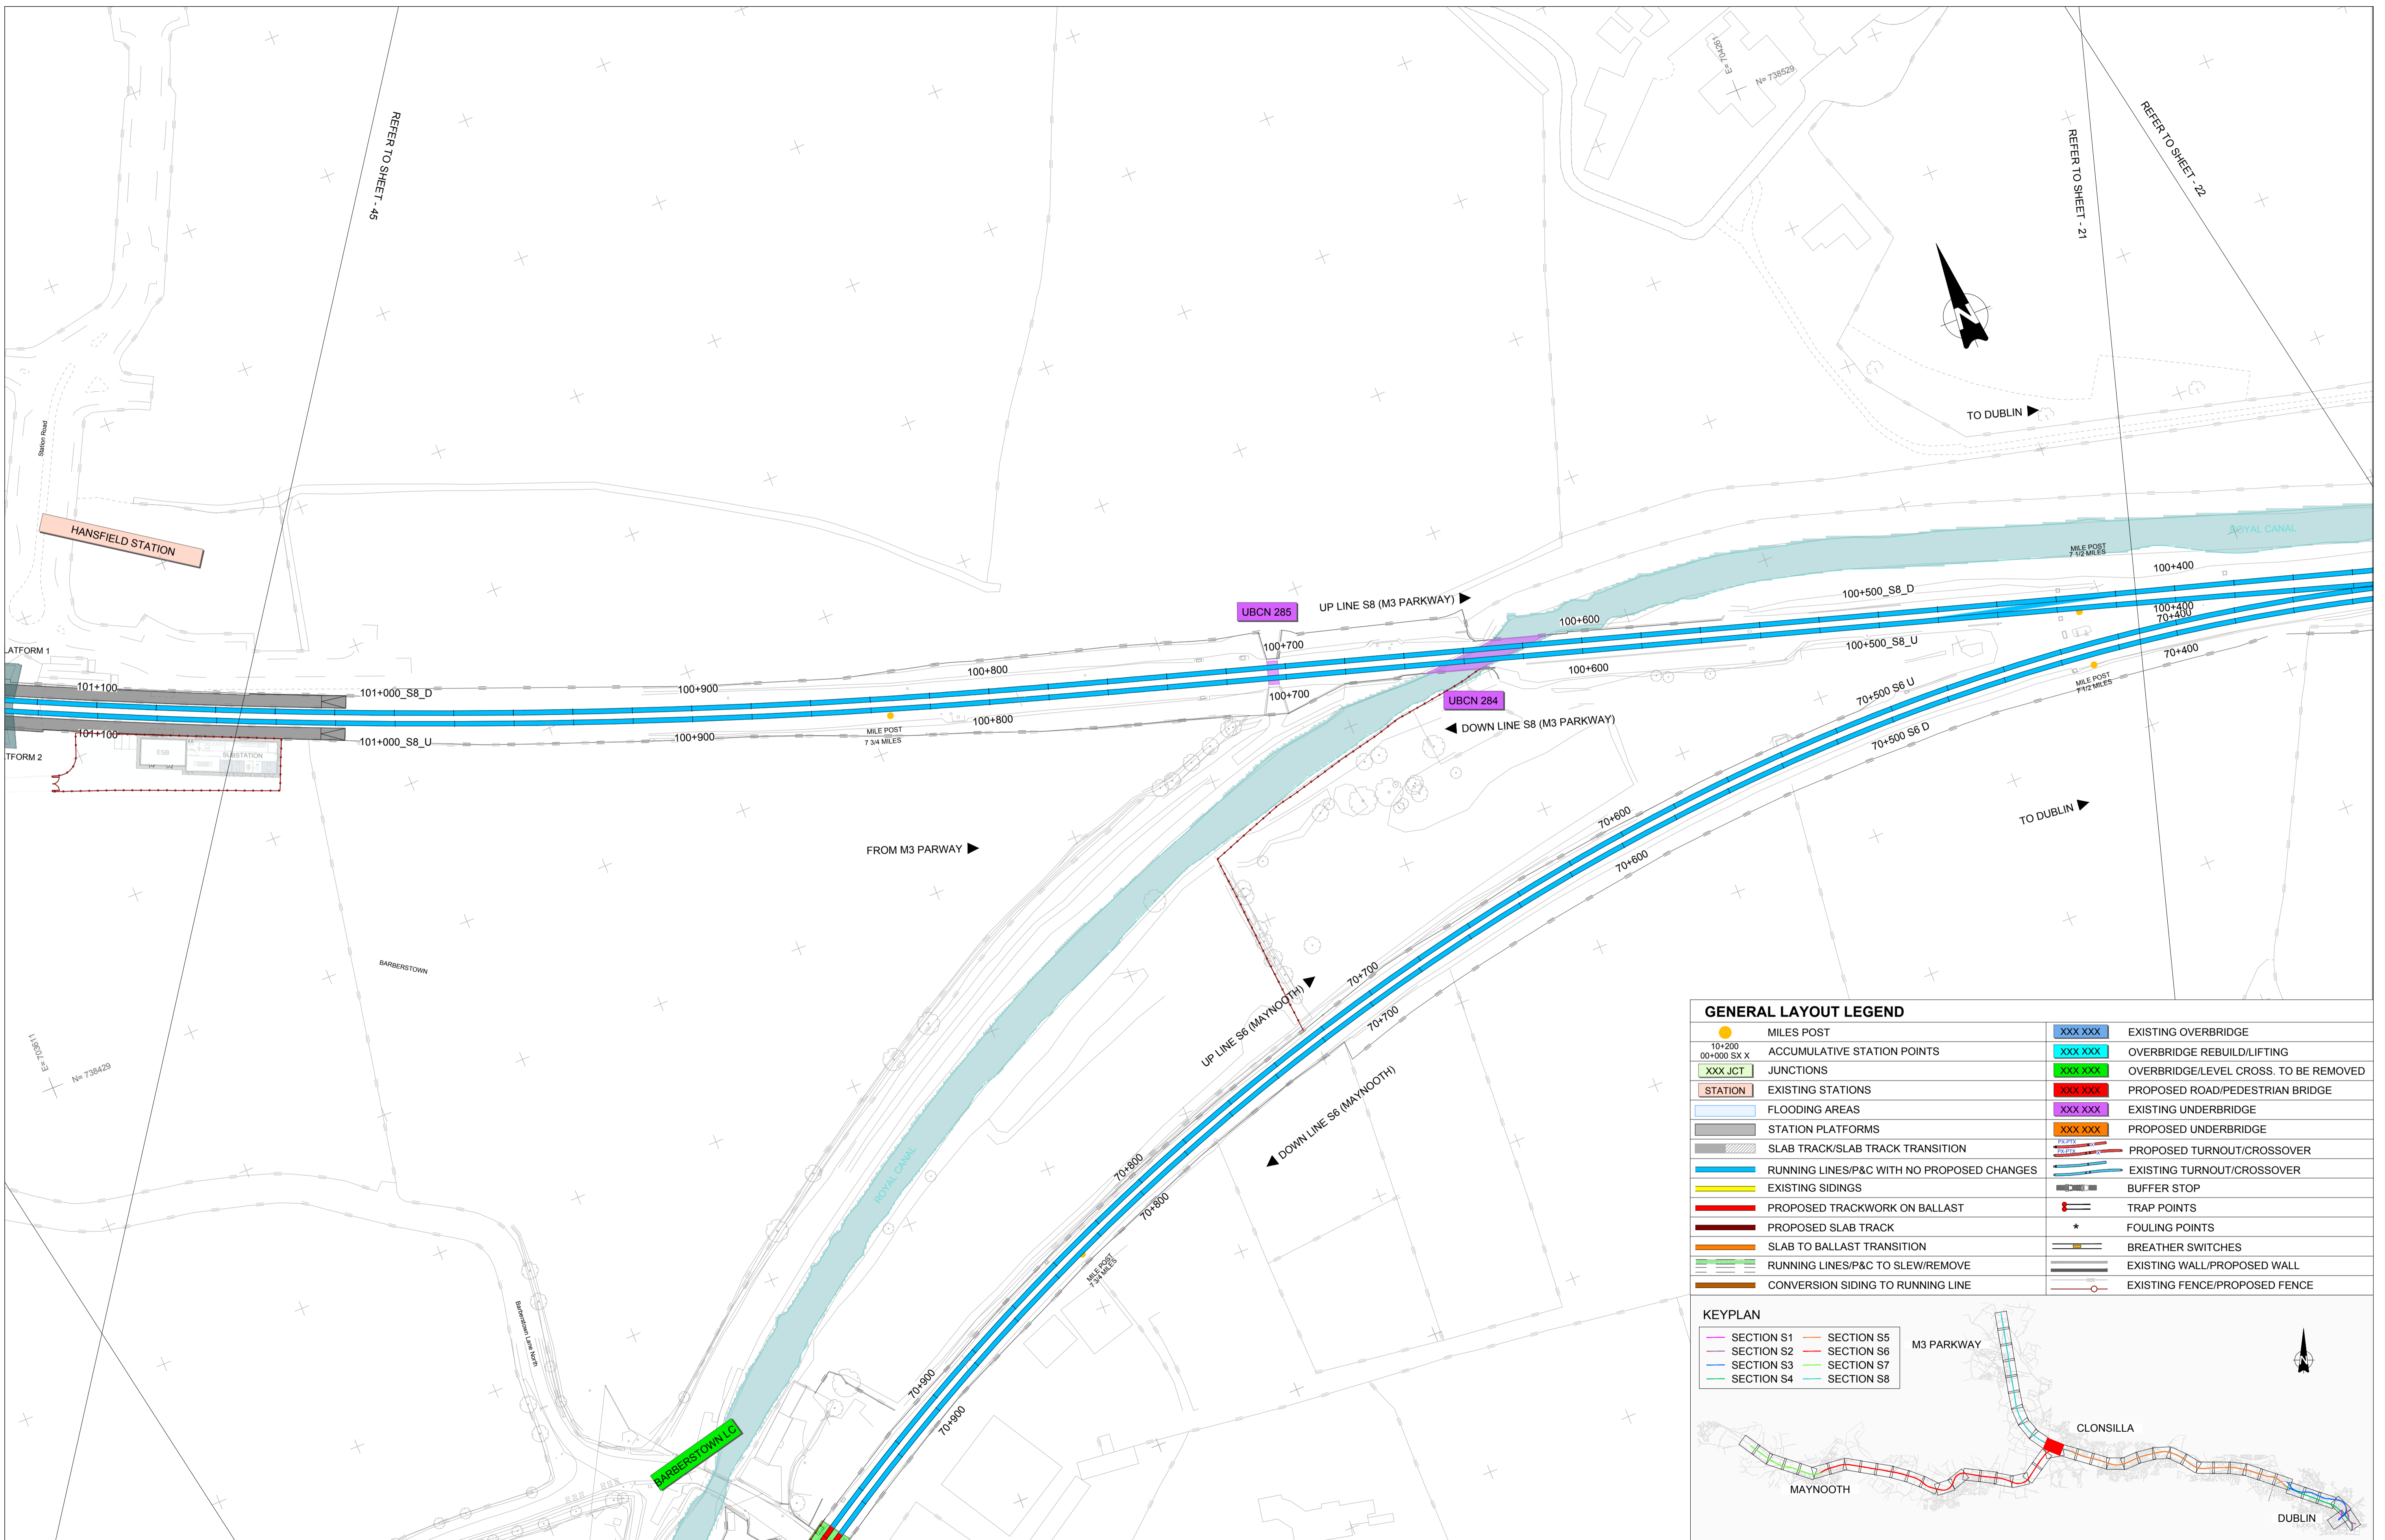 REFER TO SHEET - 45
E= 704261
N= 738529
REFER TO SHEET - 21
REFER TO SHEET - 22
Station Road
HANSFIELD STATION
TO DUBLIN
ROYAL CANAL
MILE POST
7 1/2 MILES
UBCN 285
UP LINE S8 (M3 PARKWAY)
100+400
100+500_S8_D
100+600
100+700
100+800
100+900
101+000_S8_D
101+100
LATFORM 1
100+400
70+400
100+500_S8_U
100+600
UBCN 284
100+700
100+800
100+900
101+000_S8_U
101+100
TFORM 2
ESB
SUBSTATION
MILE POST
7 3/4 MILES
DOWN LINE S8 (M3 PARKWAY)
70+400
MILE POST
7 1/2 MILES
70+500 S6 U
70+500 S6 D
TO DUBLIN
70+600
70+600
FROM M3 PARWAY
BARBERSTOWN
70+700
70+700
UP LINE S6 (MAYNOOTH)
DOWN LINE S6 (MAYNOOTH)
E= 703611
N= 738429
ROYAL CANAL
70+800
70+800
MILE POST
7 3/4 MILES
Barberstown Lane North
70+900
70+900
BARBERSTOWN LC
GENERAL LAYOUT LEGEND
MILES POST
10+200
00+000 SX X
ACCUMULATIVE STATION POINTS
XXX JCT
JUNCTIONS
STATION
EXISTING STATIONS
FLOODING AREAS
STATION PLATFORMS
SLAB TRACK/SLAB TRACK TRANSITION
RUNNING LINES/P&C WITH NO PROPOSED CHANGES
EXISTING SIDINGS
PROPOSED TRACKWORK ON BALLAST
PROPOSED SLAB TRACK
SLAB TO BALLAST TRANSITION
RUNNING LINES/P&C TO SLEW/REMOVE
CONVERSION SIDING TO RUNNING LINE
XXX XXX
EXISTING OVERBRIDGE
XXX XXX
OVERBRIDGE REBUILD/LIFTING
XXX XXX
OVERBRIDGE/LEVEL CROSS. TO BE REMOVED
XXX XXX
PROPOSED ROAD/PEDESTRIAN BRIDGE
XXX XXX
EXISTING UNDERBRIDGE
XXX XXX
PROPOSED UNDERBRIDGE
PX-PTX
PX-PTX
PROPOSED TURNOUT/CROSSOVER
EXISTING TURNOUT/CROSSOVER
BUFFER STOP
TRAP POINTS
*
FOULING POINTS
BREATHER SWITCHES
EXISTING WALL/PROPOSED WALL
EXISTING FENCE/PROPOSED FENCE
KEYPLAN
SECTION S1
SECTION S2
SECTION S3
SECTION S4
SECTION S5
SECTION S6
SECTION S7
SECTION S8
M3 PARKWAY
N
CLONSILLA
MAYNOOTH
DUBLIN